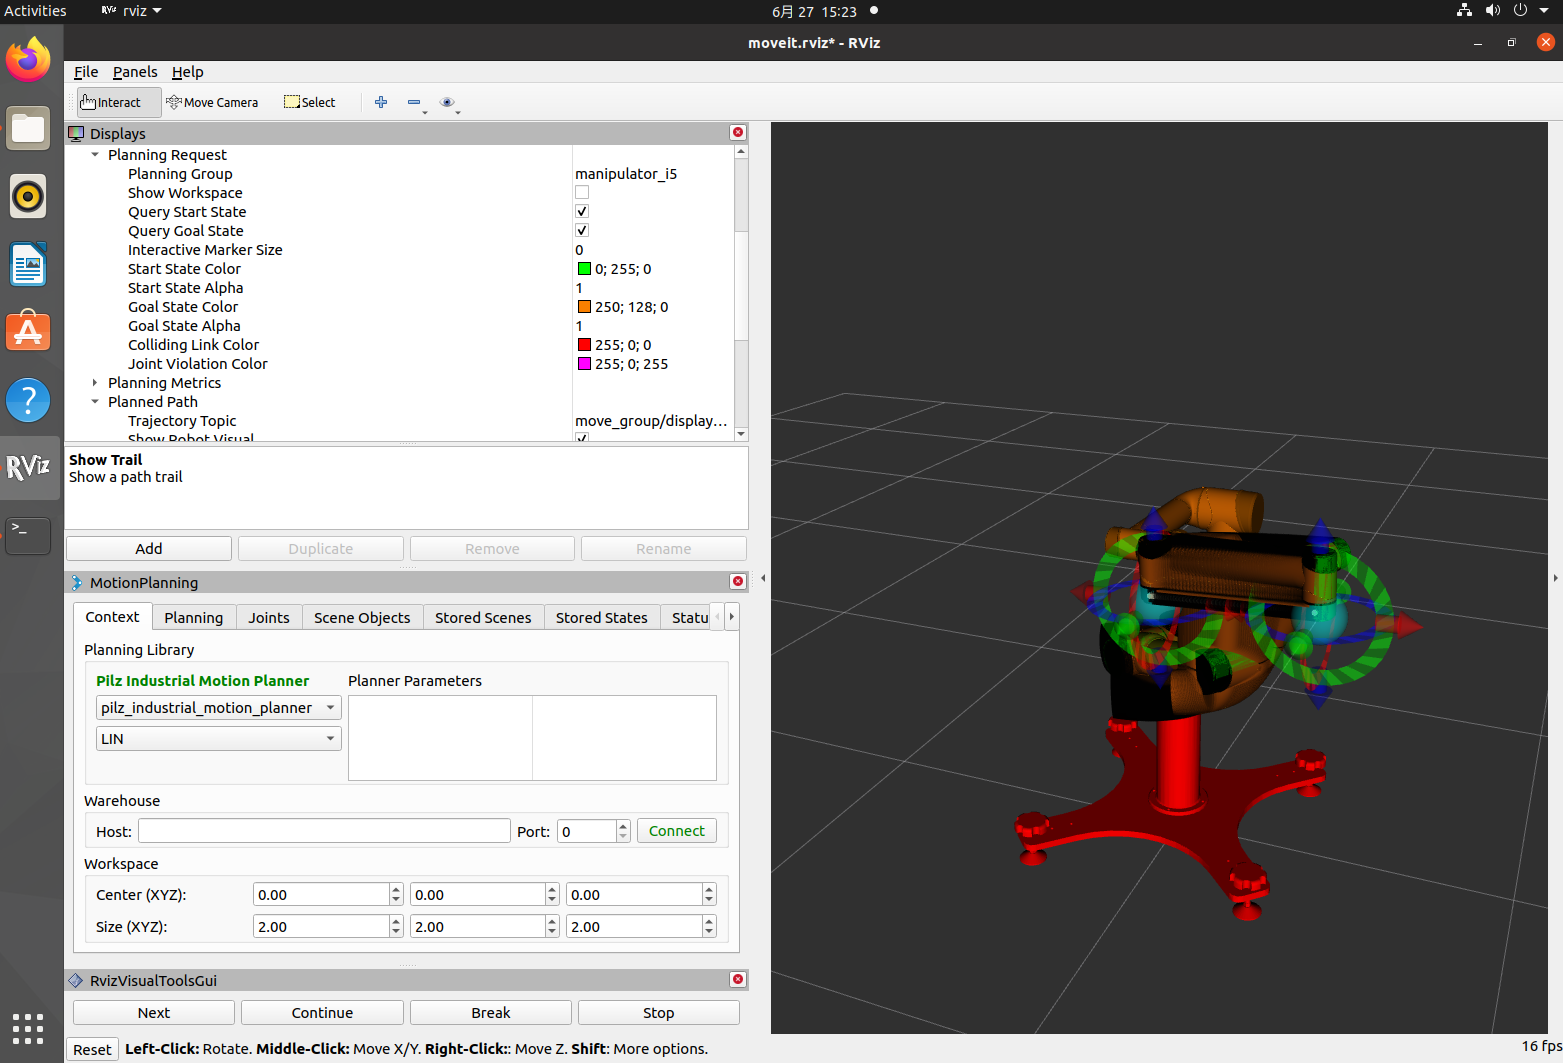 Activities
RViz rviz
6月 27 15:23
moveit.rviz* - RViz
File Panels Help
Interact
Move Camera
Select
Displays
Planning Request
Planning Group manipulator_i5
Show Workspace
Query Start State
Query Goal State
Interactive Marker Size 0
Start State Color 0; 255; 0
Start State Alpha 1
Goal State Color 250; 128; 0
Goal State Alpha 1
Colliding Link Color 255; 0; 0
Joint Violation Color 255; 0; 255
Planning Metrics
Planned Path
Trajectory Topic move_group/display…
Show Robot Visual
Show Trail
Show a path trail
Add Duplicate Remove Rename
MotionPlanning
Context Planning Joints Scene Objects Stored Scenes Stored States Statu
Planning Library
Pilz Industrial Motion Planner
Planner Parameters
pilz_industrial_motion_planner
LIN
Warehouse
Host: Port: 0 Connect
Workspace
Center (XYZ): 0.00 0.00 0.00
Size (XYZ): 2.00 2.00 2.00
RvizVisualToolsGui
Next Continue Break Stop
Reset Left-Click: Rotate. Middle-Click: Move X/Y. Right-Click:: Move Z. Shift: More options.
16 fps
RViz